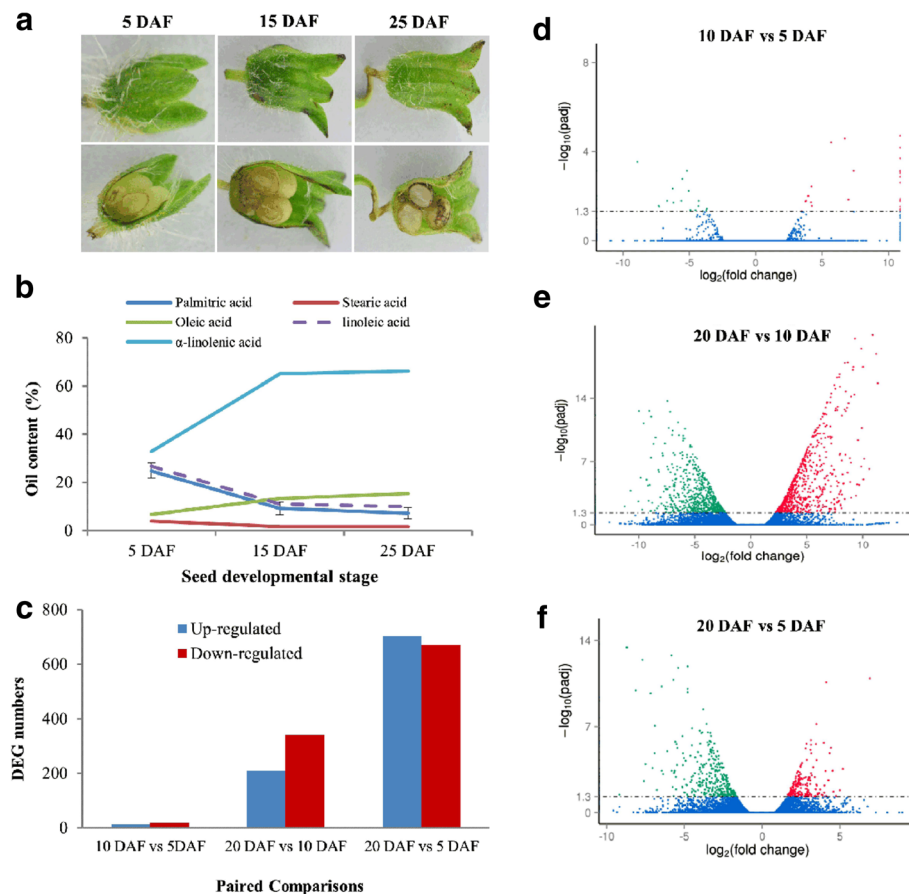 a
5 DAF 15 DAF 25 DAF
b
Palmitric acid Stearic acid
Oleic acid linoleic acid
α-linolenic acid
Oil content (%)
80
60
40
20
0
5 DAF 15 DAF 25 DAF
Seed developmental stage
c
Up-regulated
Down-regulated
DEG numbers
800
600
400
200
0
10 DAF vs 5DAF 20 DAF vs 10 DAF 20 DAF vs 5 DAF
Paired Comparisons
d
10 DAF vs 5 DAF
−log10(padj)
8
4
1.3
0
-10 -5 0 5 10
log2(fold change)
e
20 DAF vs 10 DAF
−log10(padj)
14
7
1.3
0
-10 -5 0 5 10
log2(fold change)
f
20 DAF vs 5 DAF
−log10(padj)
14
7
1.3
0
-10 -5 0 5
log2(fold change)